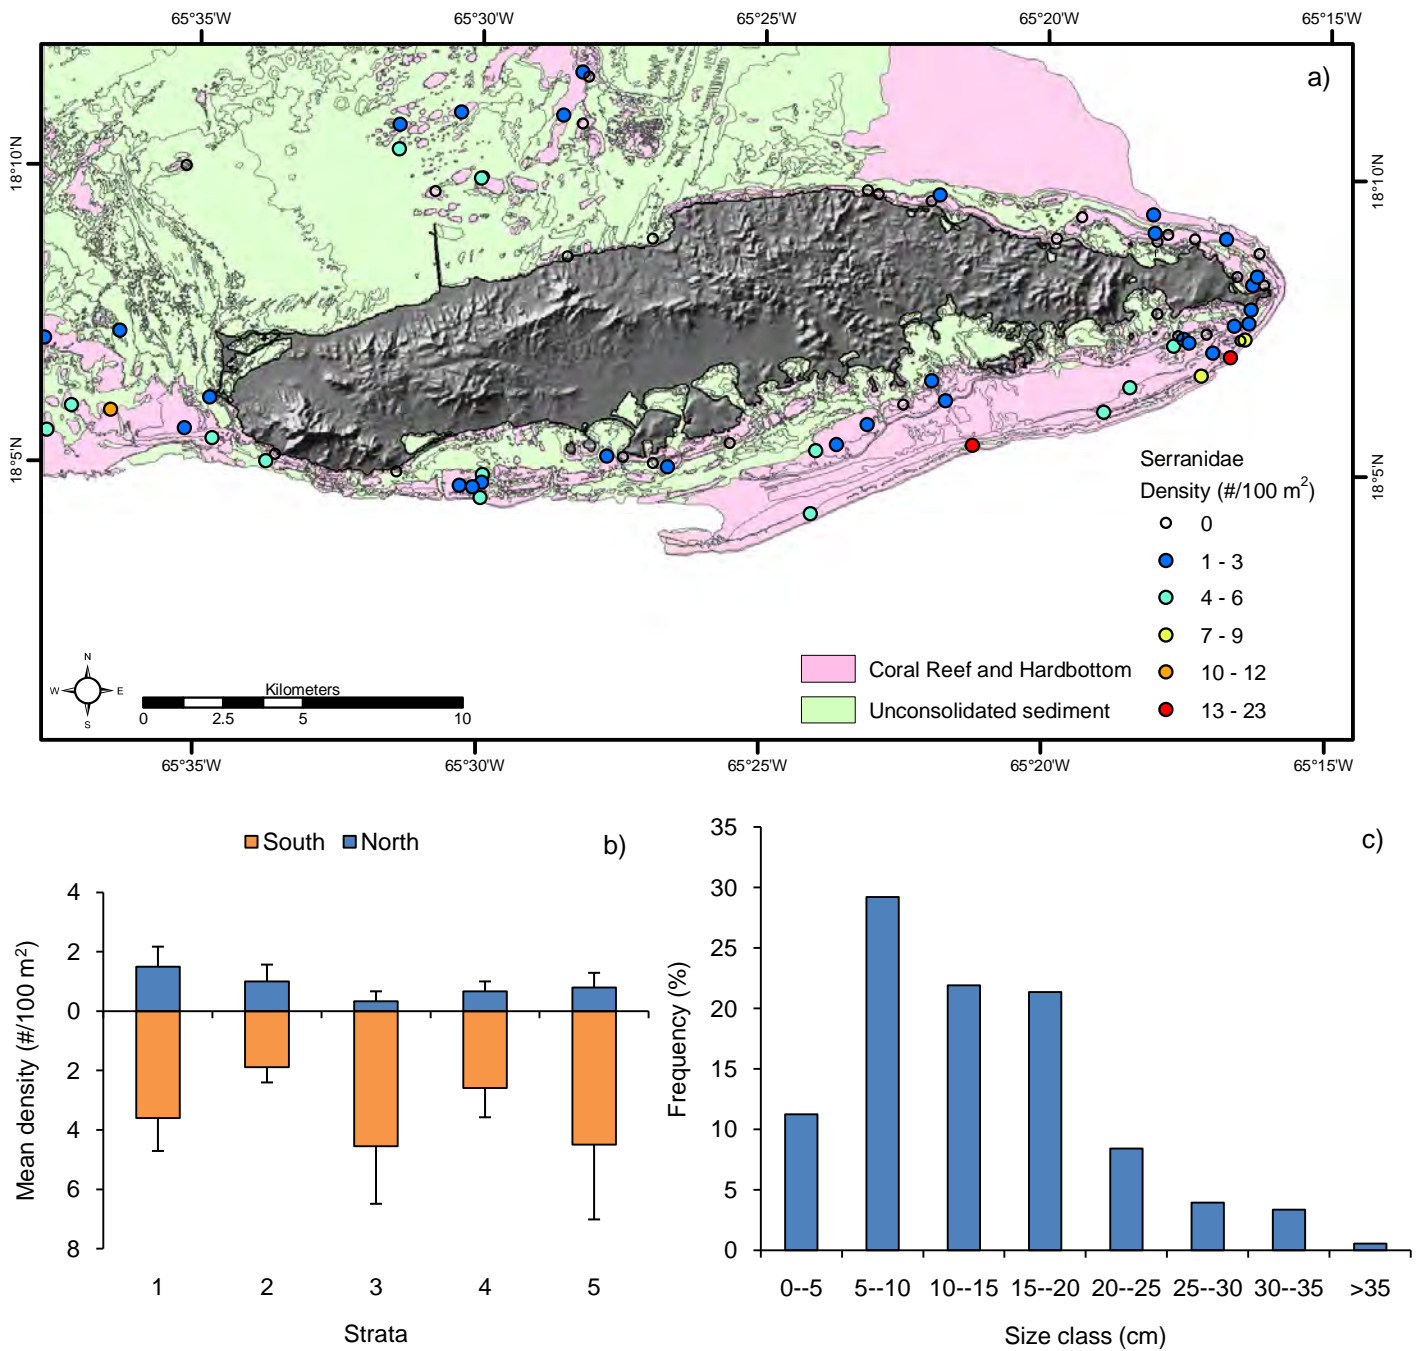 65°35'W 65°30'W 65°25'W 65°20'W 65°15'W
a)
18°10'N 18°10'N
18°5'N 18°5'N
Serranidae
Density (#/100 m²)
0
1 - 3
4 - 6
7 - 9
10 - 12
13 - 23
Coral Reef and Hardbottom
Unconsolidated sediment
N
W E
S
Kilometers
0 2.5 5 10
65°35'W 65°30'W 65°25'W 65°20'W 65°15'W
South North b)
4
2
0
2
4
6
8
Mean density (#/100 m²)
1 2 3 4 5
Strata
c)
35
30
25
20
15
10
5
0
Frequency (%)
0--5 5--10 10--15 15--20 20--25 25--30 30--35 >35
Size class (cm)